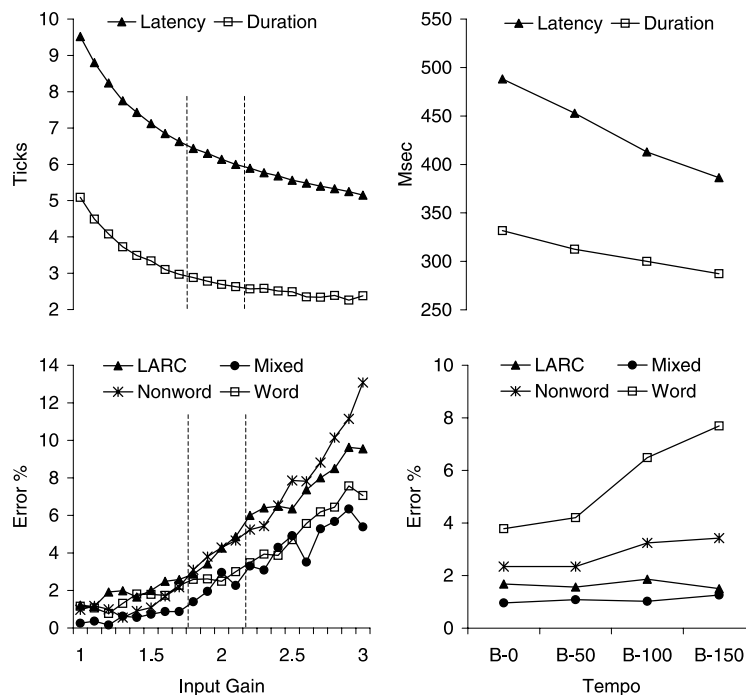 Latency Duration
10
9
8
7
6
5
4
3
2
Ticks
Latency Duration
550
500
450
400
350
300
250
Msec
LARC Mixed
Nonword Word
14
12
10
8
6
4
2
0
Error %
1 1.5 2 2.5 3
Input Gain
LARC Mixed
Nonword Word
10
8
6
4
2
0
Error %
B-0 B-50 B-100 B-150
Tempo